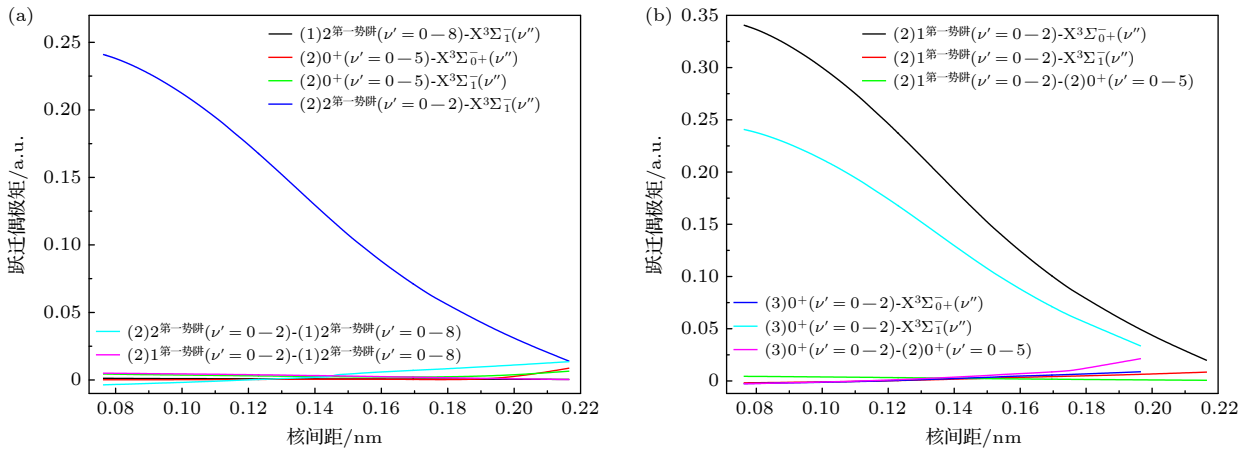 (a)
(1)2第一势阱(ν′=0−8)-X³Σ₁⁻(ν″)
(2)0⁺(ν′=0−5)-X³Σ₀₊⁻(ν″)
(2)0⁺(ν′=0−5)-X³Σ₁⁻(ν″)
(2)2第一势阱(ν′=0−2)-X³Σ₁⁻(ν″)
0.25
0.20
0.15
0.10
0.05
0
跃迁偶极矩/a.u.
(2)2第一势阱(ν′=0−2)-(1)2第一势阱(ν′=0−8)
(2)1第一势阱(ν′=0−2)-(1)2第一势阱(ν′=0−8)
0.08 0.10 0.12 0.14 0.16 0.18 0.20 0.22
核间距/nm
(b)
(2)1第一势阱(ν′=0−2)-X³Σ₀₊⁻(ν″)
(2)1第一势阱(ν′=0−2)-X³Σ₁⁻(ν″)
(2)1第一势阱(ν′=0−2)-(2)0⁺(ν′=0−5)
0.35
0.30
0.25
0.20
0.15
0.10
0.05
0
跃迁偶极矩/a.u.
(3)0⁺(ν′=0−2)-X³Σ₀₊⁻(ν″)
(3)0⁺(ν′=0−2)-X³Σ₁⁻(ν″)
(3)0⁺(ν′=0−2)-(2)0⁺(ν′=0−5)
0.08 0.10 0.12 0.14 0.16 0.18 0.20 0.22
核间距/nm